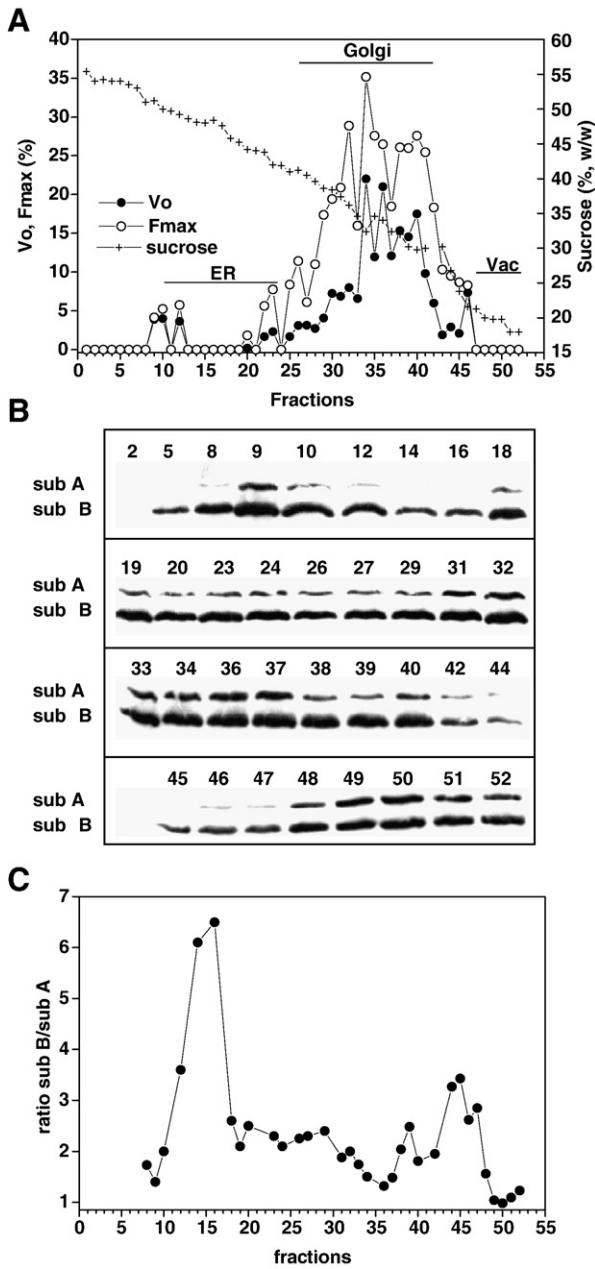 A
Golgi
40
35
30
25
20
15
10
5
0
Vo, Fmax (%)
60
55
50
45
40
35
30
25
20
15
Sucrose (%, w/w)
Vo
Fmax
sucrose
ER
Vac
0 5 10 15 20 25 30 35 40 45 50 55
Fractions
B
2 5 8 9 10 12 14 16 18
sub A
sub B
19 20 23 24 26 27 29 31 32
sub A
sub B
33 34 36 37 38 39 40 42 44
sub A
sub B
45 46 47 48 49 50 51 52
sub A
sub B
C
7
6
5
4
3
2
1
ratio sub B/sub A
0 5 10 15 20 25 30 35 40 45 50 55
fractions